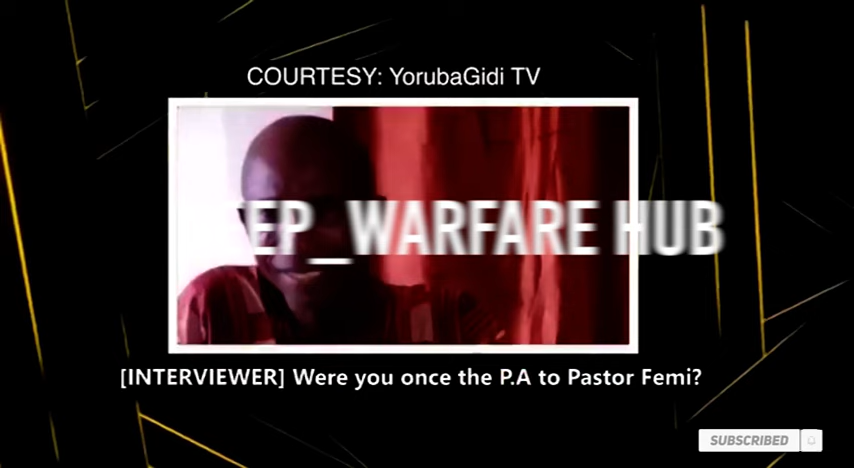 COURTESY: YorubaGidi TV
EP_WARFARE HUB
[INTERVIEWER] Were you once the P.A to Pastor Femi?
SUBSCRIBED